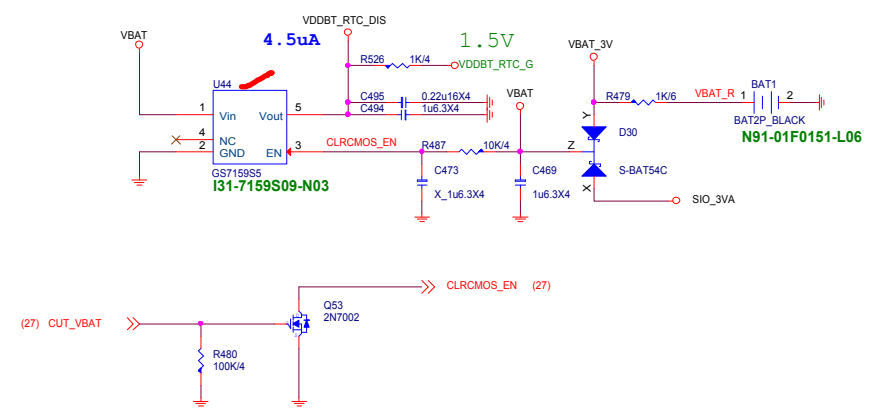 VDDBT_RTC_DIS
VBAT
4.5uA
1.5V
VBAT_3V
R526
1K/4
VDDBT_RTC_G
U44
C495
0.22u16X4
VBAT
R479
1K/6
VBAT_R
1
BAT1
2
1
Vin
Vout
5
C494
1u6.3X4
Y
BAT2P_BLACK
D30
N91-01F0151-L06
4
NC
CLRCMOS_EN
R487
10K/4
Z
2
GND
EN
3
GS7159S5
I31-7159S09-N03
C473
X_1u6.3X4
C469
1u6.3X4
S-BAT54C
X
SIO_3VA
CLRCMOS_EN (27)
Q53
2N7002
(27) CUT_VBAT
R480
100K/4